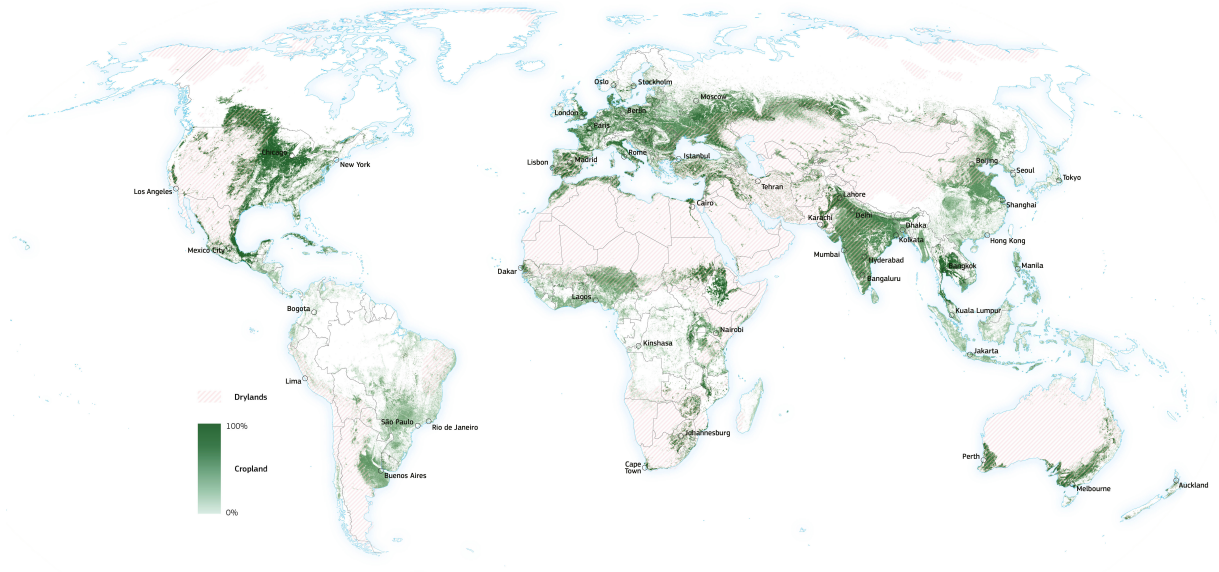 Oslo
Stockholm
Moscow
London
Berlin
Paris
Chicago
New York
Lisbon
Madrid
Rome
Istanbul
Beijing
Seoul
Tokyo
Los Angeles
Tehran
Lahore
Cairo
Shanghai
Karachi
Delhi
Dhaka
Kolkata
Hong Kong
Mexico City
Mumbai
Hyderabad
Dakar
Bangkok
Manila
Bengaluru
Lagos
Bogota
Kuala Lumpur
Nairobi
Kinshasa
Jakarta
Lima
Drylands
100%
São Paulo
Rio de Janeiro
Johannesburg
Perth
Cape
Town
Cropland
Buenos Aires
Auckland
Melbourne
0%